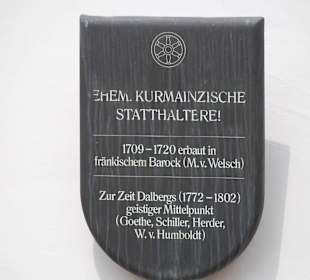 EHEM. KURMAINZISCHE
STATTHALTEREI
1709 – 1720 erbaut in
fränkischem Barock (M. v. Welsch)
Zur Zeit Dalbergs (1772 – 1802)
geistiger Mittelpunkt
(Goethe, Schiller, Herder,
W. v. Humboldt)